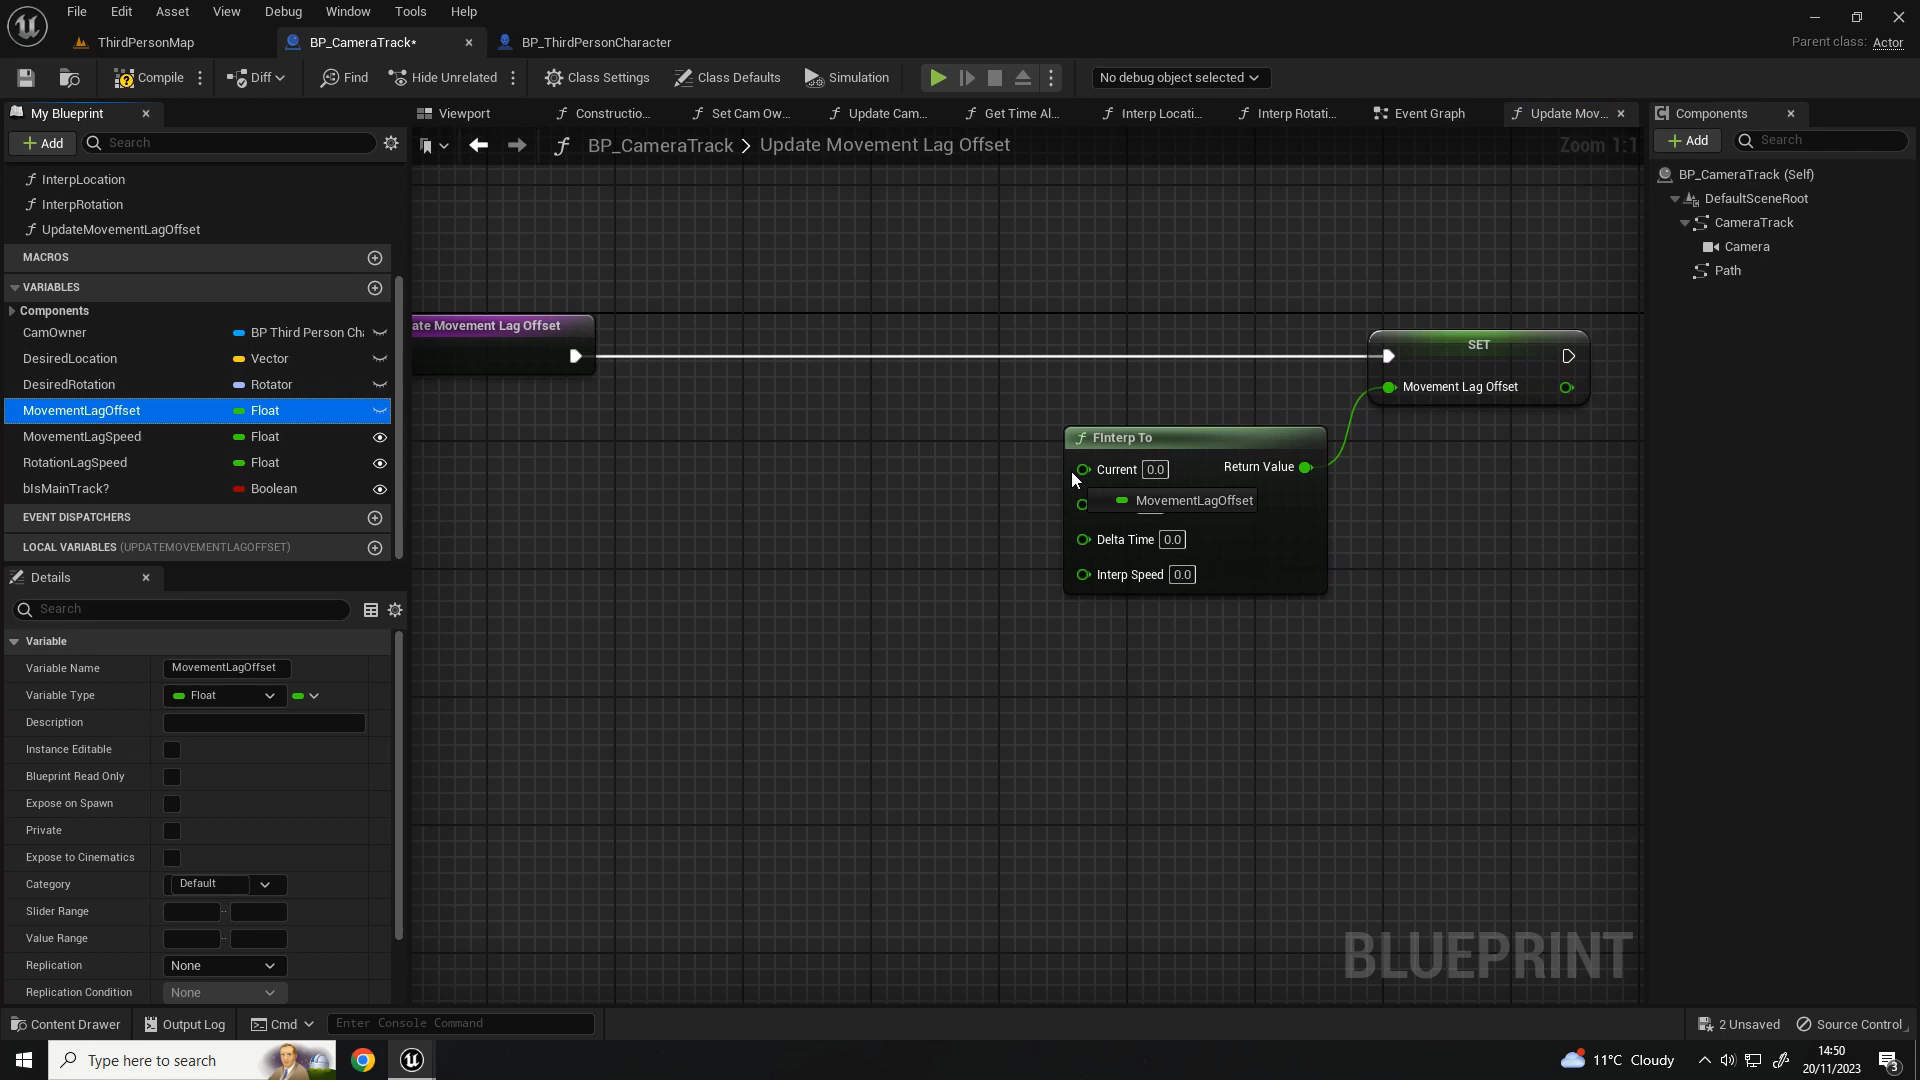 File Edit Asset View Debug Window Tools Help
ThirdPersonMap BP_CameraTrack* BP_ThirdPersonCharacter
Parent class: Actor
Compile Diff Find Hide Unrelated Class Settings Class Defaults Simulation No debug object selected
My Blueprint Viewport Constructio... Set Cam Ow... Update Cam... Get Time Al... Interp Locati... Interp Rotati... Event Graph Update Mov... Components
Add Search BP_CameraTrack > Update Movement Lag Offset Zoom 1:1 Add Search
InterpLocation
InterpRotation
UpdateMovementLagOffset
MACROS
VARIABLES
Components
CamOwner BP Third Person Cha
DesiredLocation Vector
DesiredRotation Rotator
MovementLagOffset Float
MovementLagSpeed Float
RotationLagSpeed Float
bIsMainTrack? Boolean
EVENT DISPATCHERS
LOCAL VARIABLES (UPDATEMOVEMENTLAGOFFSET)
BP_CameraTrack (Self)
DefaultSceneRoot
CameraTrack
Camera
Path
ate Movement Lag Offset
SET
Movement Lag Offset
FInterp To
Current 0.0 Return Value
MovementLagOffset
Delta Time 0.0
Interp Speed 0.0
BLUEPRINT
Details
Search
Variable
Variable Name MovementLagOffset
Variable Type Float
Description
Instance Editable
Blueprint Read Only
Expose on Spawn
Private
Expose to Cinematics
Category Default
Slider Range ..
Value Range ..
Replication None
Replication Condition None
Content Drawer Output Log Cmd Enter Console Command 2 Unsaved Source Control
Type here to search 11°C Cloudy 14:50
20/11/2023 3